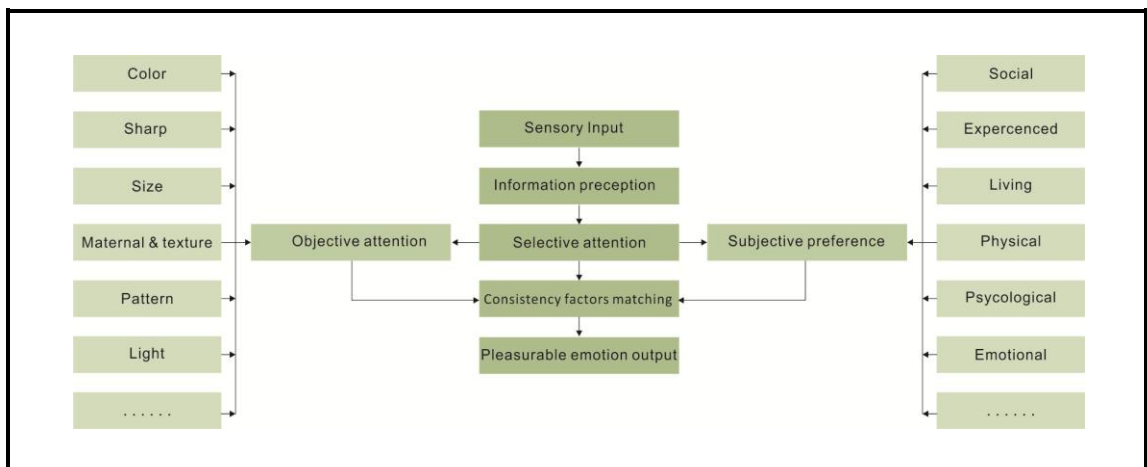 Color
Sharp
Size
Maternal & texture
Pattern
Light
. . . . . .
Objective attention
Sensory Input
Information preception
Selective attention
Consistency factors matching
Pleasurable emotion output
Subjective preference
Social
Expercenced
Living
Physical
Psycological
Emotional
. . . . . .